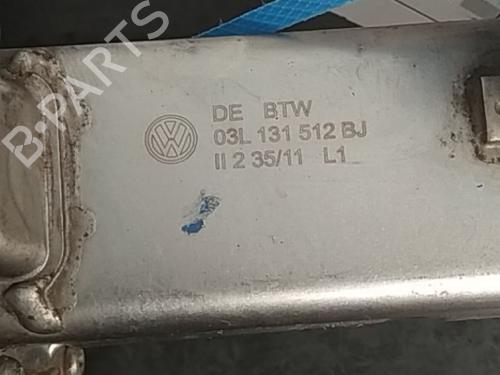 B-PARTS
DE BTW
03L 131 512 BJ
II 2 35/11 L1